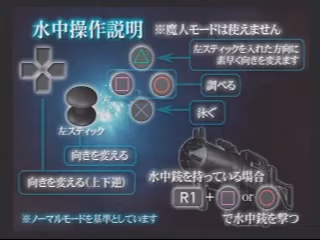 水中操作説明 ※魔人モードは使えません
左スティックを入れた方向に
素早く向きを変えます
調べる
泳ぐ
左スティック
向きを変える
向きを変える(上下逆)
水中銃を持っている場合
R1 + □ or ○
で水中銃を撃つ
※ノーマルモードを基準としています